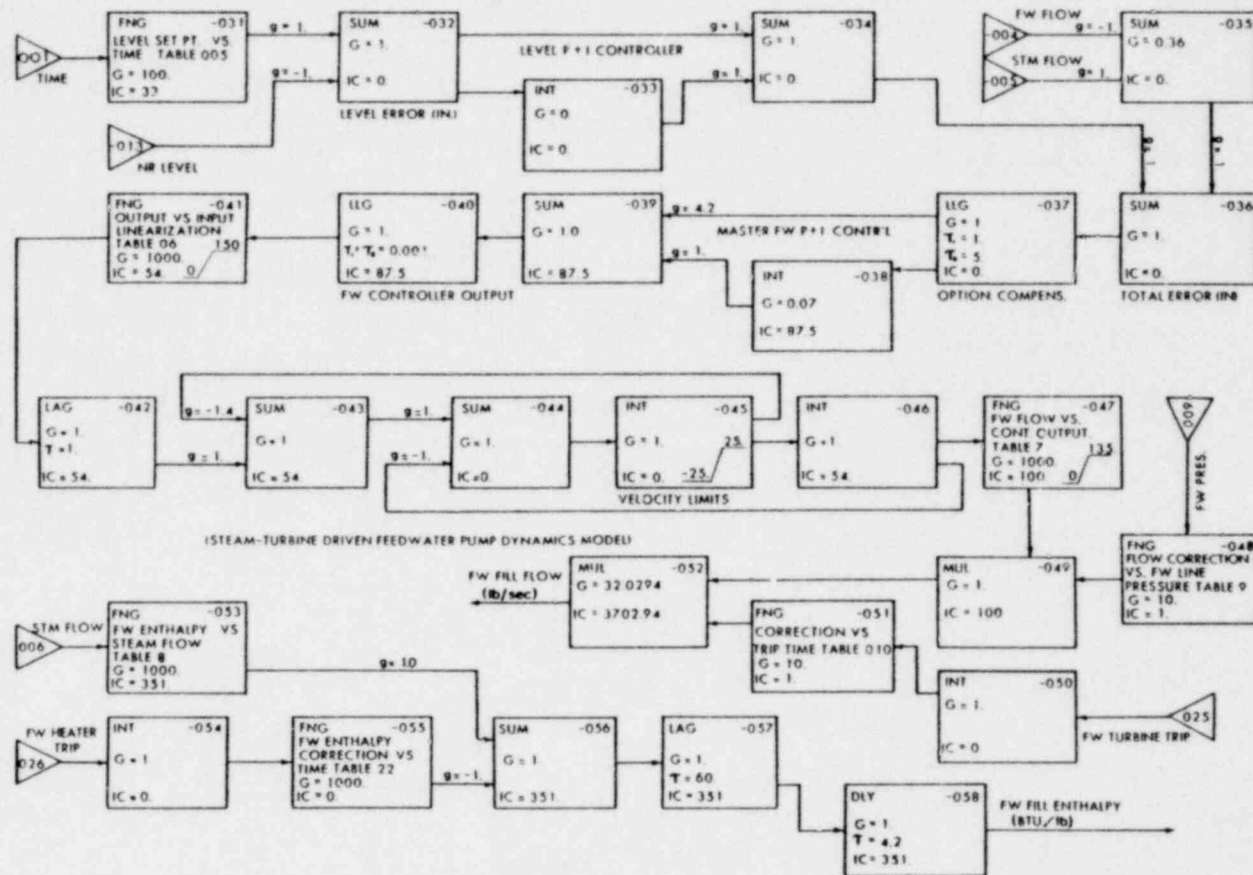 FNG -031
LEVEL SET PT. VS.
TIME TABLE 005
G = 100.
IC = 33
001
TIME
g = 1.
g = -1.
-013
NR LEVEL
SUM -032
G = 1.
IC = 0.
LEVEL ERROR (IN.)
LEVEL P + I CONTROLLER
g = 1.
INT -033
G = 0.
IC = 0.
g = 1.
SUM -034
G = 1.
IC = 0.
FW FLOW
004
g = -1.
STM FLOW
005
g = 1.
SUM -035
G = 0.36
IC = 0.
g = 1
g = 1
FNG -041
OUTPUT VS INPUT
LINEARIZATION
TABLE 06
G = 1000.
IC = 54.
0 150
LLG -040
G = 1.
T₁ = T₂ = 0.001
IC = 87.5
FW CONTROLLER OUTPUT
SUM -039
G = 1.0
IC = 87.5
g = 4.2
MASTER FW P+I CONTR'L
g = 1.
INT -038
G = 0.07
IC = 87.5
LLG -037
G = 1
T₁ = 1.
T₂ = 5
IC = 0.
OPTION. COMPENS.
SUM -036
G = 1.
IC = 0.
TOTAL ERROR (IN)
LAG -042
G = 1.
T = 1.
IC = 54.
g = -1.4
g = 1.
SUM -043
G = 1
IC = 54.
g = 1.
g = -1.
SUM -044
G = 1.
IC = 0.
INT -045
G = 1.
IC = 0.
-25 25
VELOCITY LIMITS
INT -046
G = 1.
IC = 54.
FNG -047
FW FLOW VS.
CONT. OUTPUT.
TABLE 7
G = 1000.
IC = 100.
0 135
009
FW PRES.
(STEAM-TURBINE DRIVEN FEEDWATER PUMP DYNAMICS MODEL)
FW FILL FLOW
(lb/sec)
MUL -052
G = 32.0294
IC = 3702.94
MUL -049
G = 1.
IC = 100
FNG -048
FLOW CORRECTION
VS. FW LINE
PRESSURE TABLE 9
G = 10.
IC = 1.
FNG -051
CORRECTION VS
TRIP TIME TABLE 010
G = 10.
IC = 1.
INT -050
G = 1.
IC = 0
025
FW TURBINE TRIP
STM FLOW
006
FNG -053
FW ENTHALPY VS
STEAM FLOW
TABLE 8
G = 1000.
IC = 351.
g = 1.0
FW HEATER
TRIP
026
INT -054
G = 1
IC = 0.
FNG -055
FW ENTHALPY
CORRECTION VS
TIME TABLE 22
G = 1000.
IC = 0.
g = -1.
SUM -056
G = 1.
IC = 351
LAG -057
G = 1.
T = 60.
IC = 351
DLY -058
G = 1.
T = 4.2
IC = 351.
FW FILL ENTHALPY
(BTU/lb)